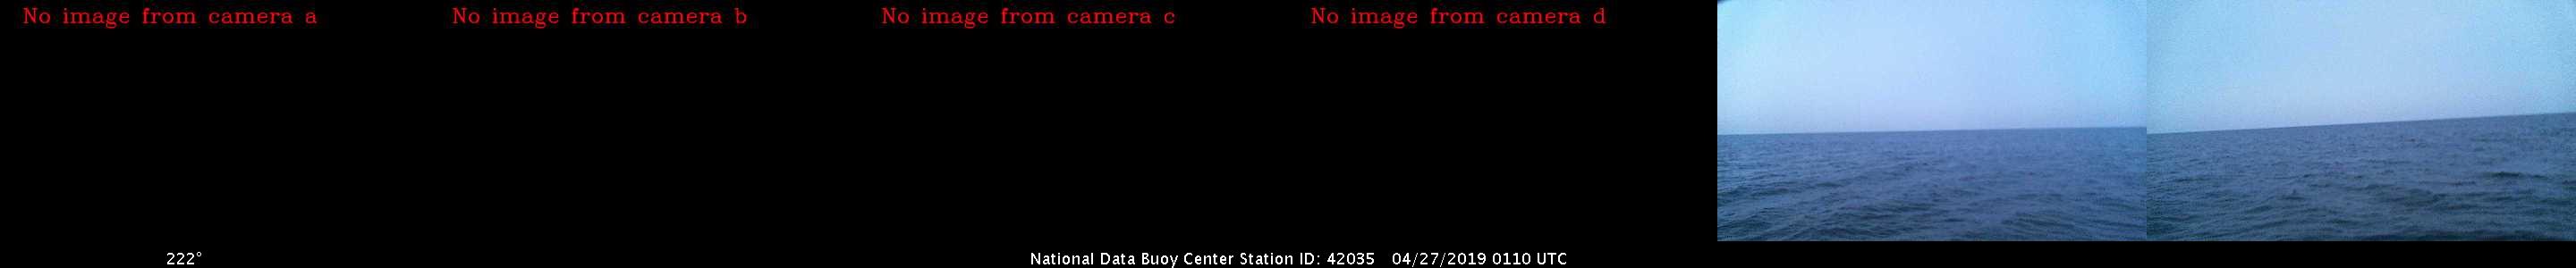 No image from camera a
No image from camera b
No image from camera c
No image from camera d
222°
National Data Buoy Center Station ID: 42035 04/27/2019 0110 UTC